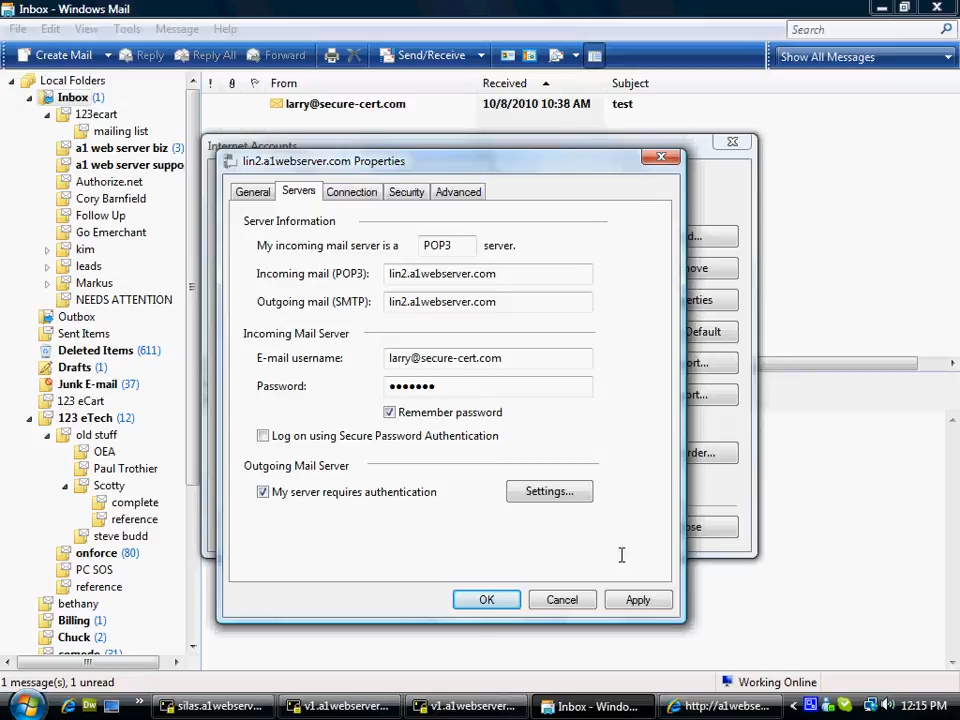 Inbox - Windows Mail
File Edit View Tools Message Help
Search
Create Mail Reply Reply All Forward Send/Receive Show All Messages
Local Folders
! From Received Subject
Inbox (1)
larry@secure-cert.com 10/8/2010 10:38 AM test
123ecart
mailing list
a1 web server biz (3)
a1 web server suppo
Authorize.net
Cory Barnfield
Follow Up
Go Emerchant
kim
leads
Markus
NEEDS ATTENTION
Outbox
Sent Items
Deleted Items (611)
Drafts (1)
Junk E-mail (37)
123 eCart
123 eTech (12)
old stuff
OEA
Paul Trothier
Scotty
complete
reference
steve budd
onforce (80)
PC SOS
reference
bethany
Billing (1)
Chuck (2)
Internet Accounts
lin2.a1webserver.com Properties
General Servers Connection Security Advanced
Server Information
My incoming mail server is a POP3 server.
Incoming mail (POP3): lin2.a1webserver.com
Outgoing mail (SMTP): lin2.a1webserver.com
Incoming Mail Server
E-mail username: larry@secure-cert.com
Password: •••••••
Remember password
Log on using Secure Password Authentication
Outgoing Mail Server
My server requires authentication Settings...
OK Cancel Apply
d...
ove
erties
Default
ort...
ort...
rder...
ose
1 message(s), 1 unread
Working Online
Dw silas.a1webserv... v1.a1webserver.... v1.a1webserver.... Inbox - Windo... http://a1webse... 12:15 PM